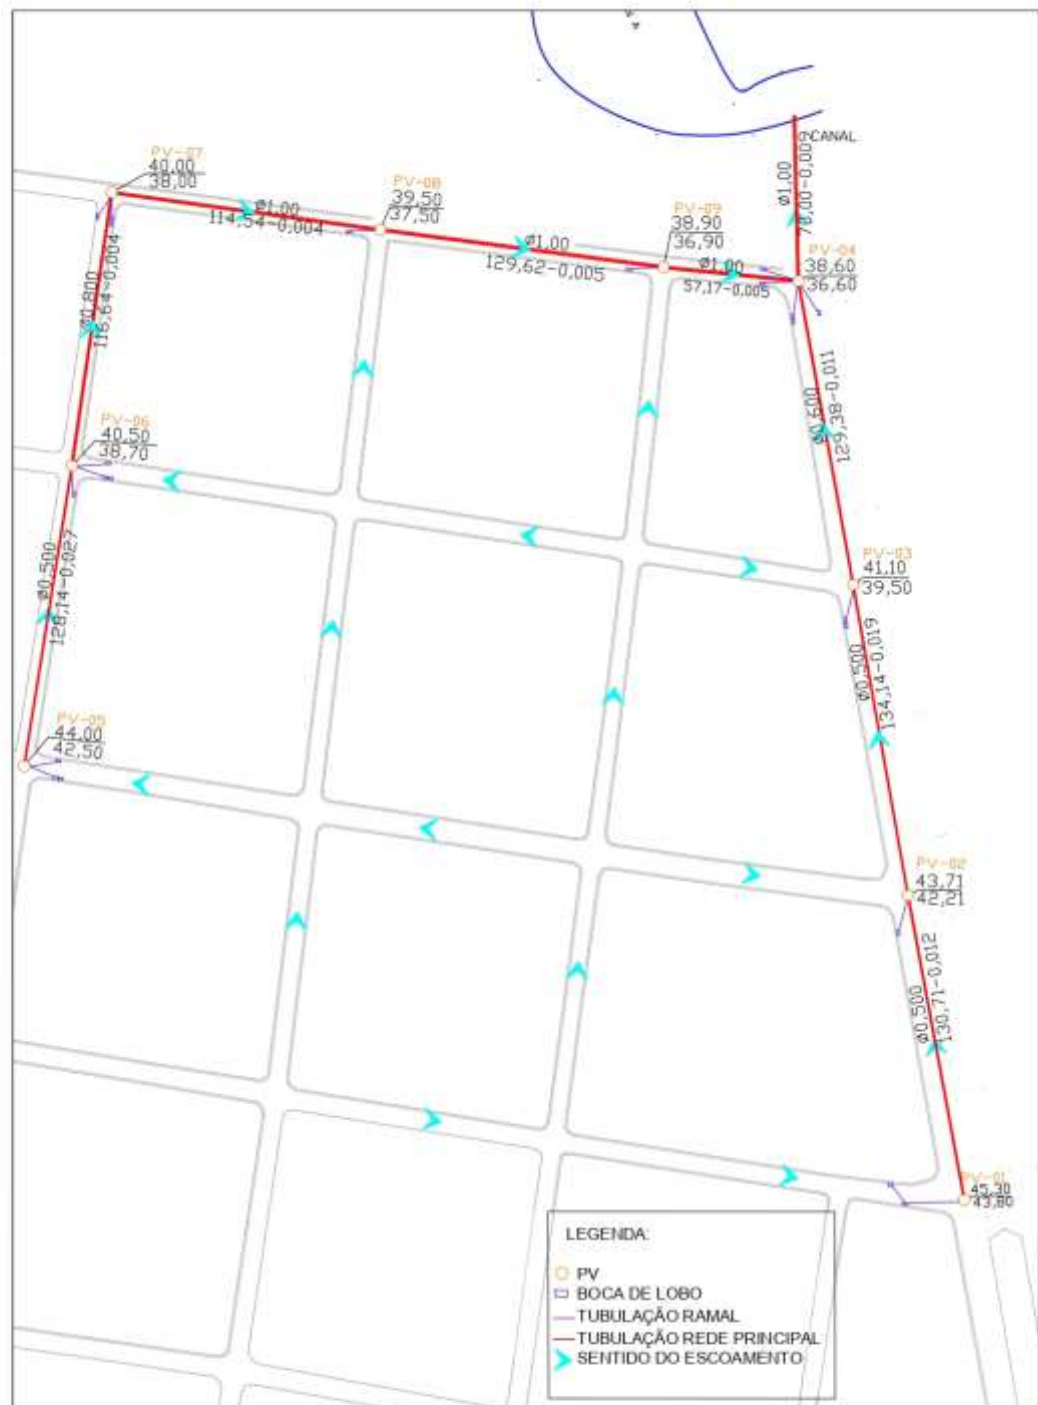 CANAL
Ø1,00
70,00-0,009
PV-07
40,00
38,00
PV-08
39,50
37,50
Ø1,00
114,54-0,004
PV-09
38,90
36,90
Ø1,00
129,62-0,005
Ø1,00
57,17-0,005
PV-04
38,60
36,60
Ø0,800
116,64-0,004
129,38-0,011
Ø0,600
PV-06
40,50
38,70
Ø0,500
128,14-0,027
PV-03
41,10
39,50
134,14-0,019
Ø0,500
PV-05
44,00
42,50
PV-02
43,71
42,21
Ø0,500
130,71-0,012
PV-01
45,30
43,80
LEGENDA:
PV
BOCA DE LOBO
TUBULAÇÃO RAMAL
TUBULAÇÃO REDE PRINCIPAL
SENTIDO DO ESCOAMENTO